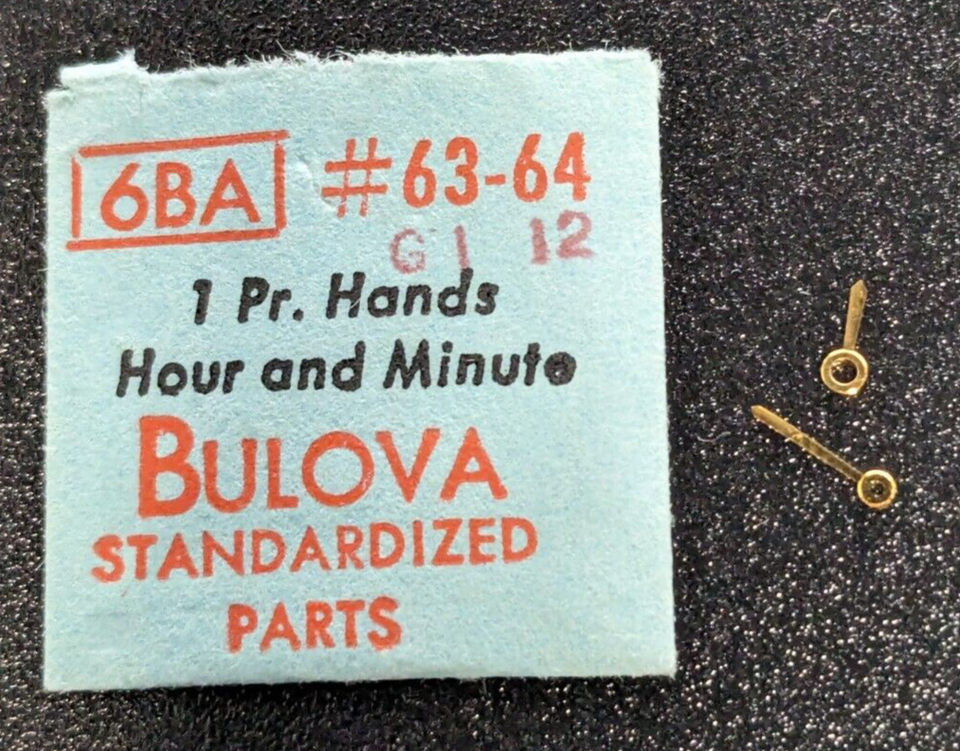 6BA #63-64
G1 12
1 Pr. Hands
Hour and Minute
BULOVA
STANDARDIZED
PARTS